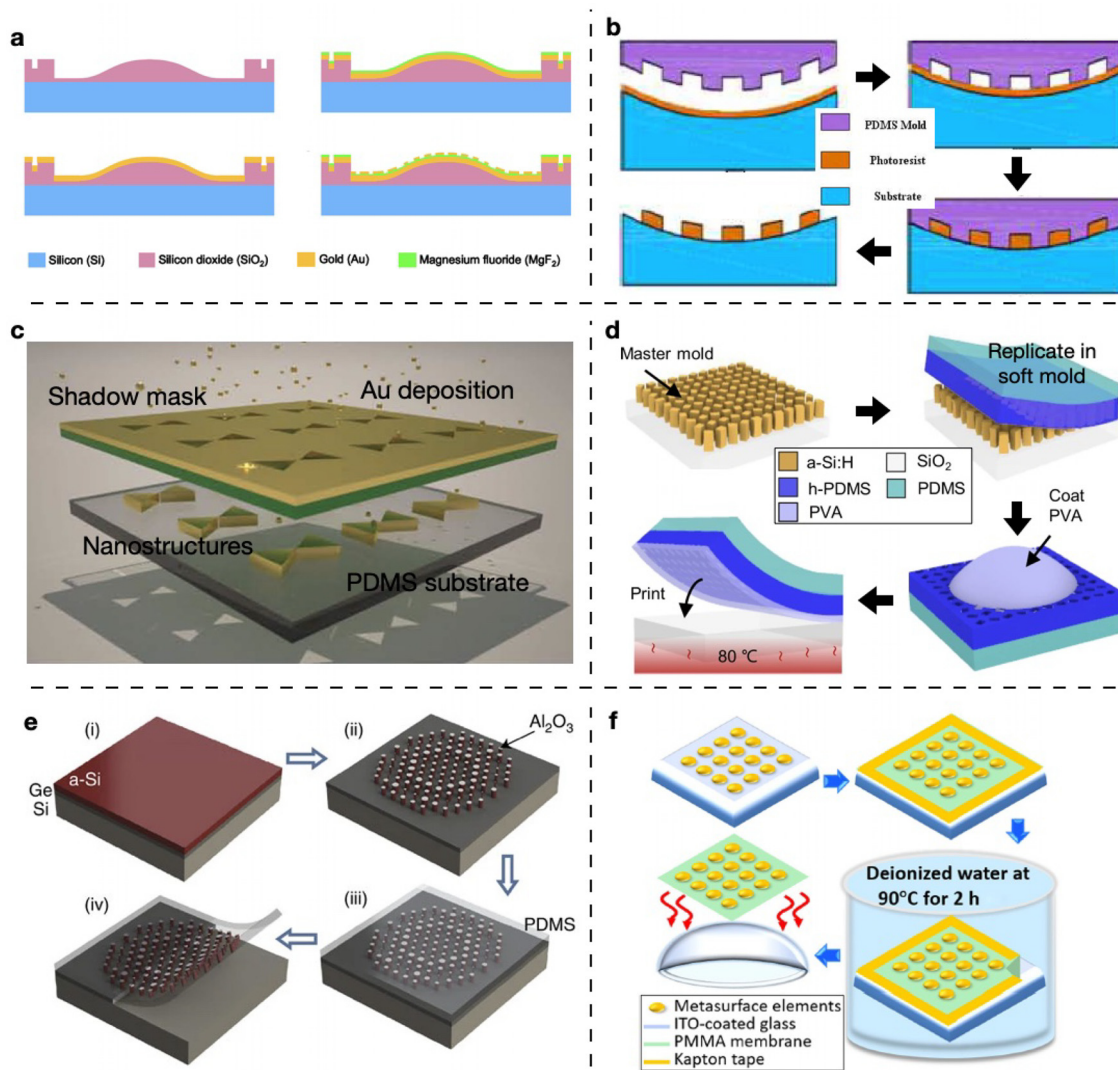 a
Silicon (Si)
Silicon dioxide (SiO₂)
Gold (Au)
Magnesium fluoride (MgF₂)
b
PDMS Mold
Photoresist
Substrate
c
Shadow mask
Au deposition
Nanostructures
PDMS substrate
d
Master mold
Replicate in
soft mold
a-Si:H
SiO₂
h-PDMS
PDMS
PVA
Coat
PVA
Print
80 ℃
e
(i)
a-Si
Ge
Si
(ii)
Al₂O₃
(iii)
PDMS
(iv)
f
Deionized water at
90°C for 2 h
Metasurface elements
ITO-coated glass
PMMA membrane
Kapton tape